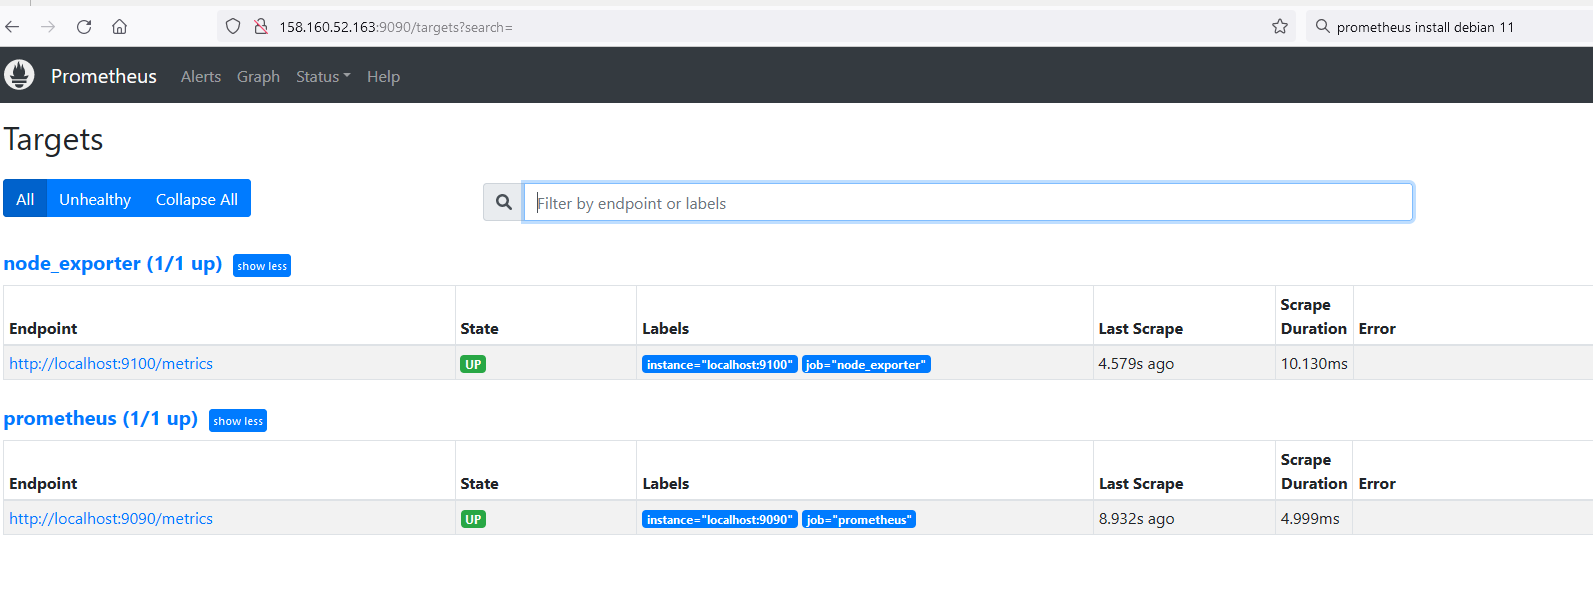 158.160.52.163:9090/targets?search=
prometheus install debian 11
Prometheus Alerts Graph Status Help
Targets
All Unhealthy Collapse All
Filter by endpoint or labels
node_exporter (1/1 up) show less
Endpoint State Labels Last Scrape Scrape Duration Error
http://localhost:9100/metrics UP instance="localhost:9100" job="node_exporter" 4.579s ago 10.130ms
prometheus (1/1 up) show less
Endpoint State Labels Last Scrape Scrape Duration Error
http://localhost:9090/metrics UP instance="localhost:9090" job="prometheus" 8.932s ago 4.999ms